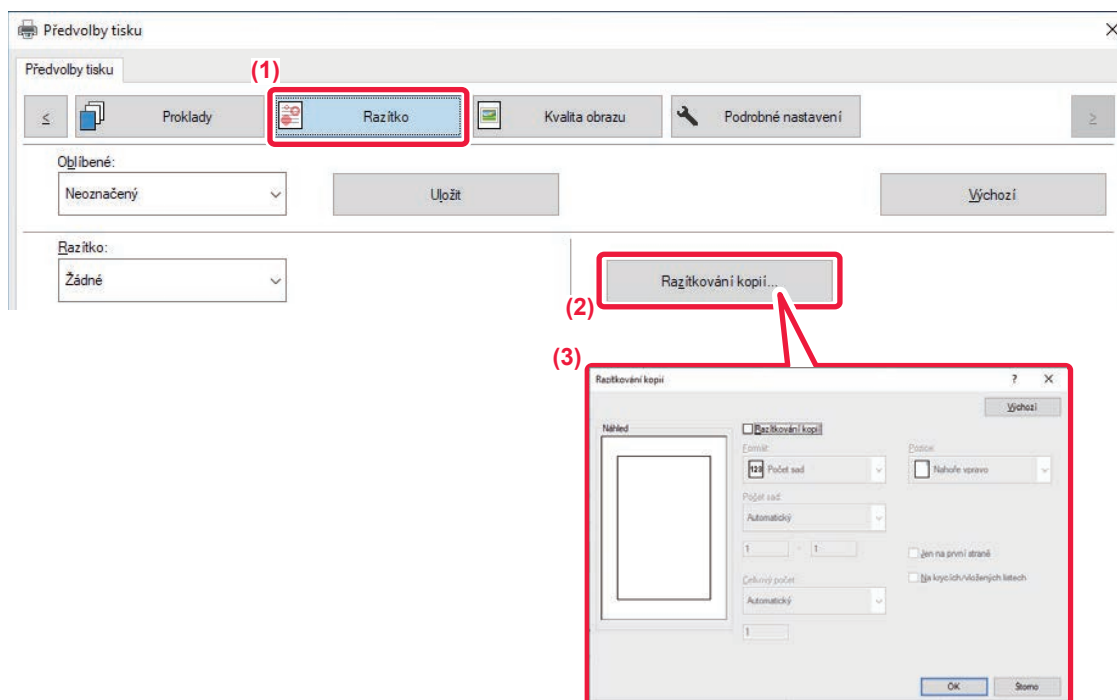 Předvolby tisku
Předvolby tisku
(1)
< Proklady Razítko Kvalita obrazu Podrobné nastavení >
Oblíbené:
Neoznačený Uložit Výchozí
Razítko:
Žádné Razítkování kopií...
(2)
(3)
Razítkování kopií ?
Výchozí
Náhled Razítkování kopií
Formát: Pozice:
123 Počet sad Nahoře vpravo
Počet sad:
Automatický
1 - 1 Jen na první straně
Celkový počet: Na krycích/vložených listech
Automatický
1
OK Storno